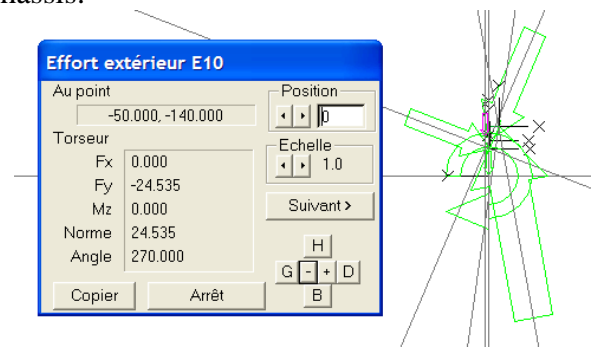 Effort extérieur E10
Au point
-50.000, -140.000
Position
0
Torseur
Fx 0.000
Fy -24.535
Mz 0.000
Norme 24.535
Angle 270.000
Echelle
1.0
Suivant >
H
G - + D
B
Copier
Arrêt
Y
X
X
X